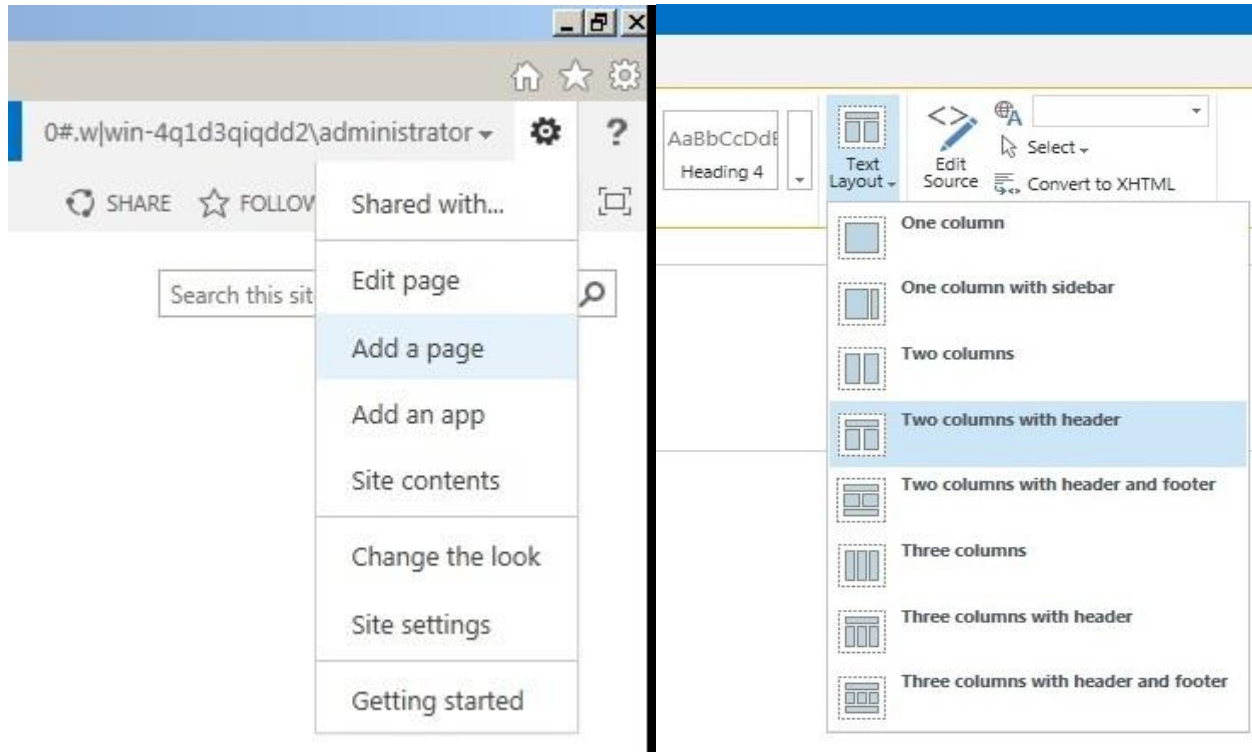 0#.w|win-4q1d3qiqdd2\administrator
?
SHARE
FOLLOW
Search this sit
Shared with...
Edit page
Add a page
Add an app
Site contents
Change the look
Site settings
Getting started
AaBbCcDdE
Heading 4
Text
Layout
Edit
Source
Select
Convert to XHTML
One column
One column with sidebar
Two columns
Two columns with header
Two columns with header and footer
Three columns
Three columns with header
Three columns with header and footer